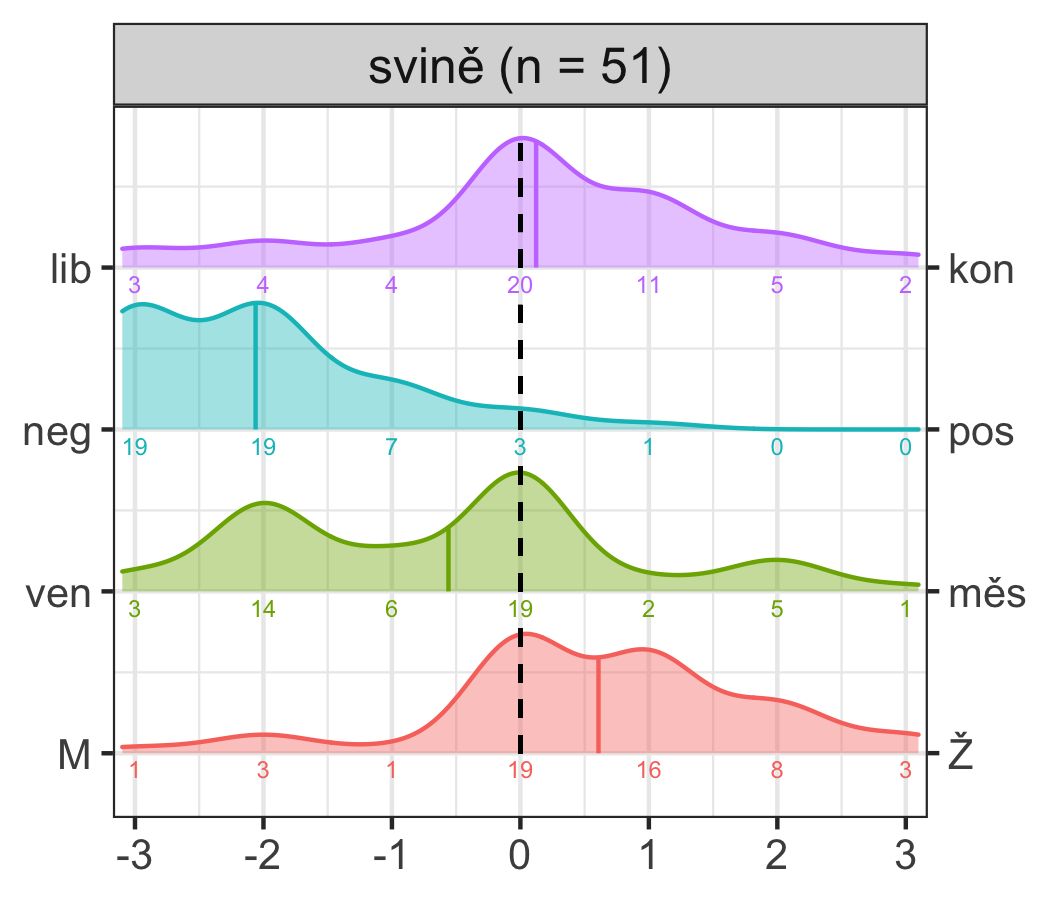 svině (n = 51)
lib kon
3 4 4 20 11 5 2
neg pos
19 19 7 3 1 0 0
ven měs
3 14 6 19 2 5 1
M Ž
1 3 1 19 16 8 3
-3 -2 -1 0 1 2 3